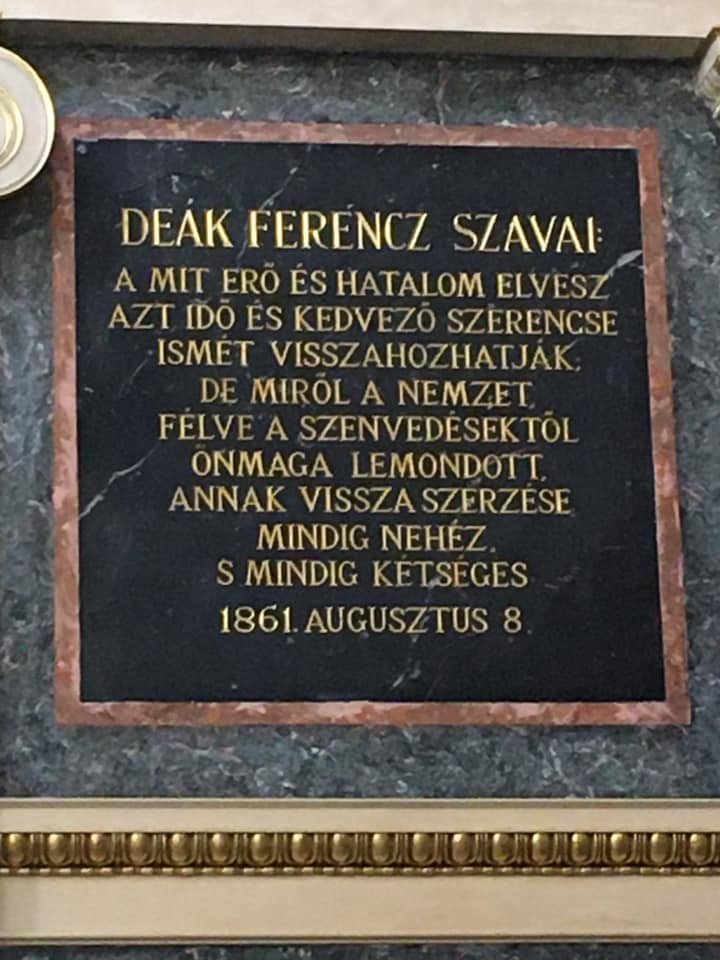 DEÁK FERENCZ SZAVAI:
A MIT ERŐ ÉS HATALOM ELVESZ
AZT IDŐ ÉS KEDVEZŐ SZERENCSE
ISMÉT VISSZAHOZHATJÁK;
DE MIRŐL A NEMZET,
FÉLVE A SZENVEDÉSEKTŐL
ÖNMAGA LEMONDOTT,
ANNAK VISSZA SZERZÉSE
MINDIG NEHÉZ
S MINDIG KÉTSÉGES
1861. AUGUSZTUS 8.